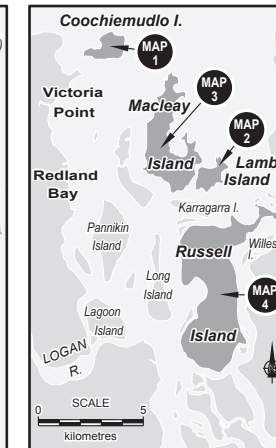 Coochiemudlo I.
MAP
1
Victoria
Point
MAP
3
Macleay
MAP
2
Island
Lamb
Island
Redland
Bay
Karragarra I.
Pannikin
Island
Russell
Willes
I.
Long
Island
MAP
4
Lagoon
Island
Island
LOGAN
R.
SCALE
0 5
kilometres